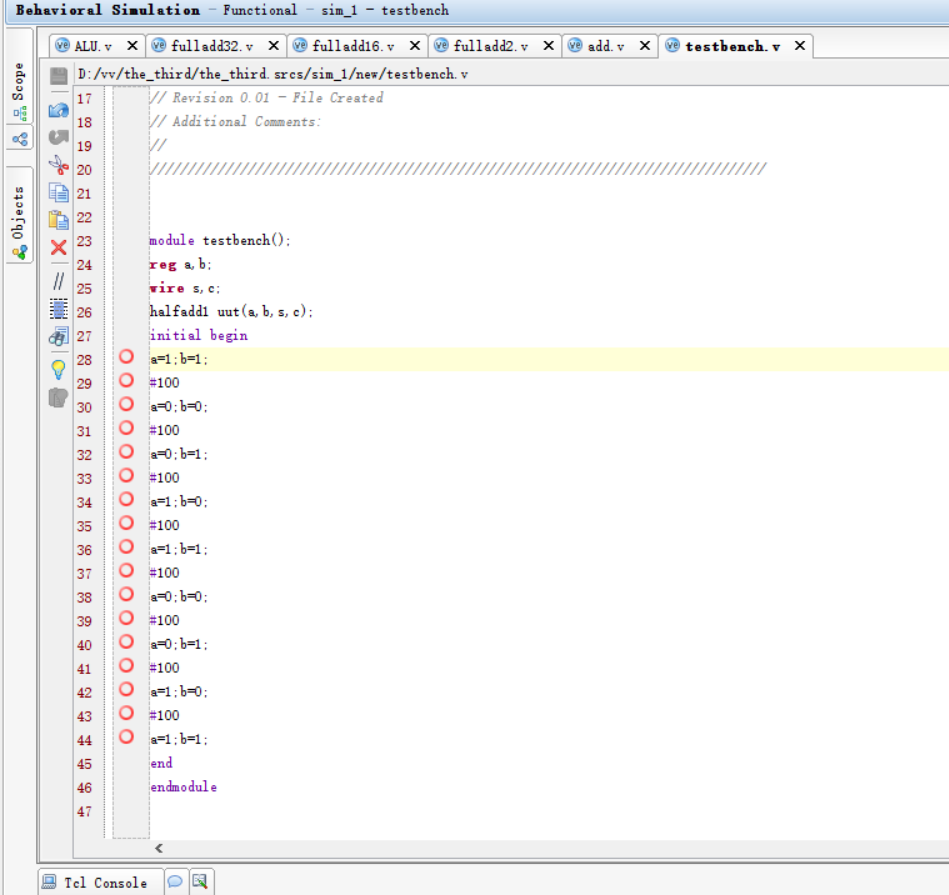 Behavioral Simulation - Functional - sim_1 - testbench
ALU.v fulladd32.v fulladd16.v fulladd2.v add.v testbench.v
D:/vv/the_third/the_third.srcs/sim_1/new/testbench.v
Scope
Objects
17 // Revision 0.01 - File Created
18 // Additional Comments:
19 //
20 //////////////////////////////////////////////////////////////////////////////////
21
22
23 module testbench();
24 reg a,b;
25 wire s,c;
26 halfadd1 uut(a,b,s,c);
27 initial begin
28 a=1;b=1;
29 #100
30 a=0;b=0;
31 #100
32 a=0;b=1;
33 #100
34 a=1;b=0;
35 #100
36 a=1;b=1;
37 #100
38 a=0;b=0;
39 #100
40 a=0;b=1;
41 #100
42 a=1;b=0;
43 #100
44 a=1;b=1;
45 end
46 endmodule
47
Tcl Console